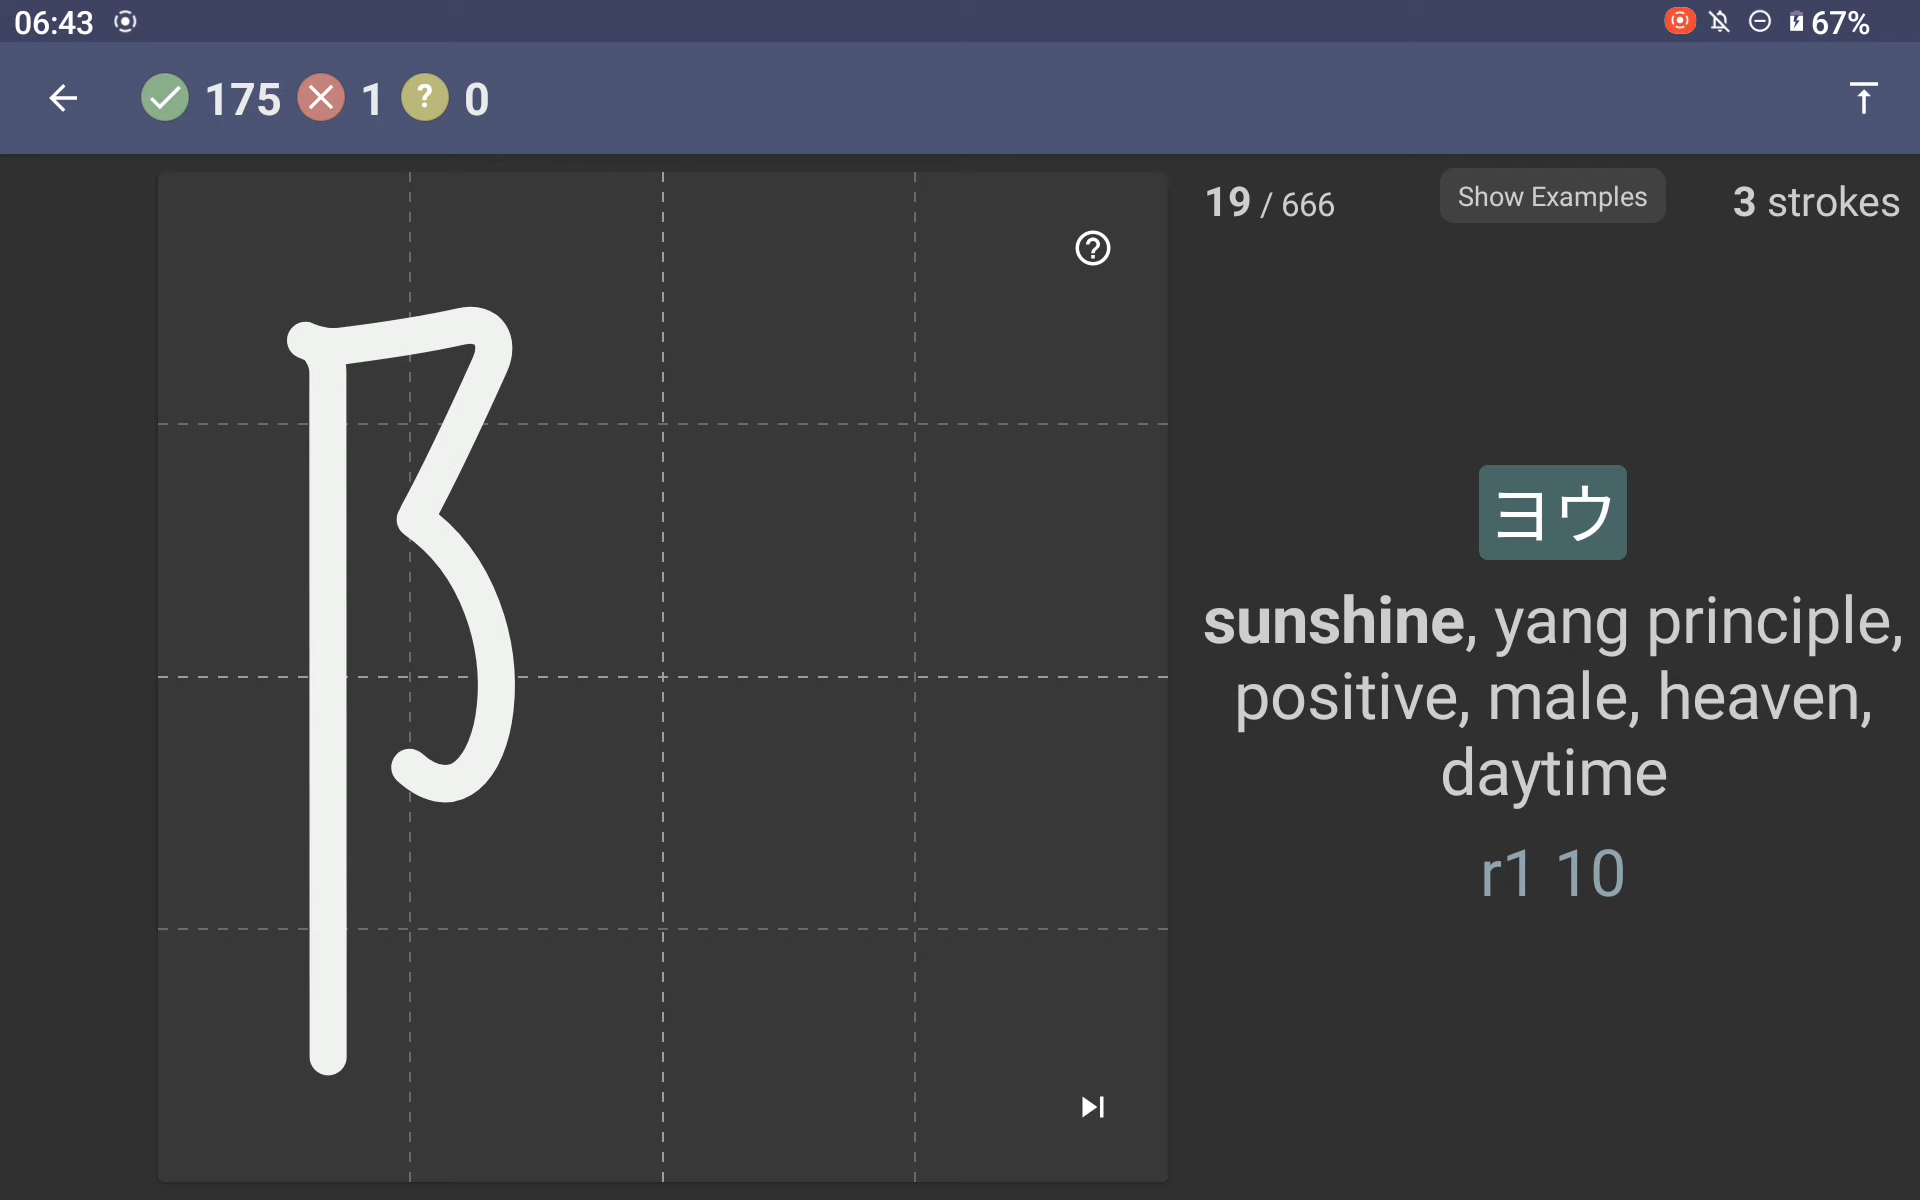 06:43 67%
175 1 ? 0
19 / 666 Show Examples 3 strokes
?
阝
ヨウ
sunshine, yang principle,
positive, male, heaven,
daytime
r1 10